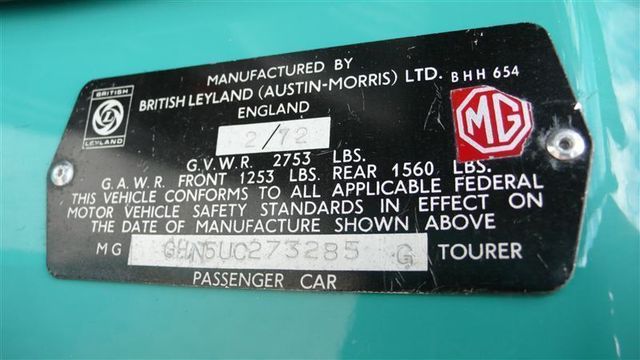 MANUFACTURED BY
BRITISH LEYLAND (AUSTIN-MORRIS) LTD. BHH 654
ENGLAND
BRITISH
LEYLAND
MG
2/72
G.V.W.R. 2753 LBS.
G.A.W.R. FRONT 1253 LBS. REAR 1560 LBS.
THIS VEHICLE CONFORMS TO ALL APPLICABLE FEDERAL
MOTOR VEHICLE SAFETY STANDARDS IN EFFECT ON
THE DATE OF MANUFACTURE SHOWN ABOVE
MG GHN5UC273285 G TOURER
PASSENGER CAR